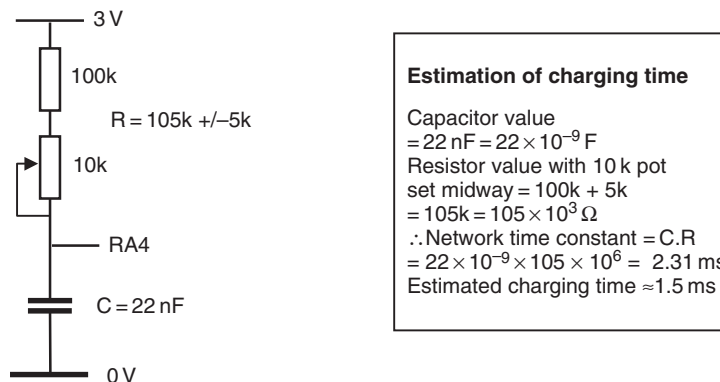 3 V
100k
R = 105k +/–5k
10k
RA4
C = 22 nF
0 V
Estimation of charging time
Capacitor value
= 22 nF = 22 × 10⁻⁹ F
Resistor value with 10 k pot
set midway = 100k + 5k
= 105k = 105 × 10³ Ω
∴Network time constant = C.R
= 22 × 10⁻⁹ × 105 × 10⁶ = 2.31 ms
Estimated charging time ≈1.5 ms